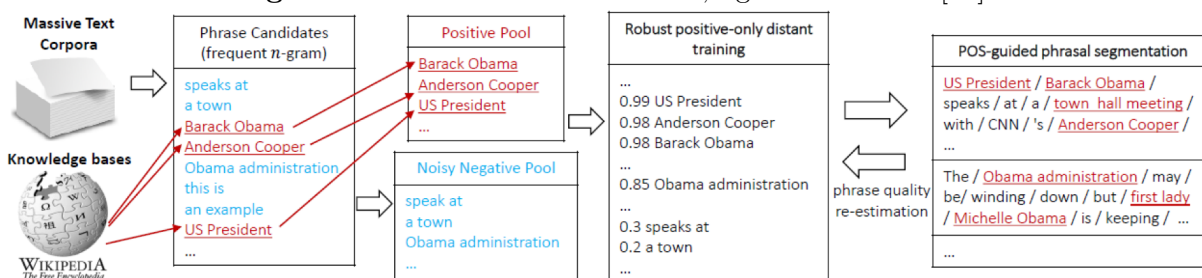 Massive Text
Corpora
Knowledge bases
WIKIPEDIA
The Free Encyclopedia
Phrase Candidates
(frequent n-gram)
speaks at
a town
Barack Obama
Anderson Cooper
Obama administration
this is
an example
US President
...
Positive Pool
Barack Obama
Anderson Cooper
US President
...
Noisy Negative Pool
speak at
a town
Obama administration
...
Robust positive-only distant
training
...
0.99 US President
0.98 Anderson Cooper
0.98 Barack Obama
...
0.85 Obama administration
...
0.3 speaks at
0.2 a town
...
phrase quality
re-estimation
POS-guided phrasal segmentation
US President / Barack Obama /
speaks / at / a / town hall meeting /
with / CNN / 's / Anderson Cooper /
...
The / Obama administration / may /
be/ winding / down / but / first lady
/ Michelle Obama / is / keeping / ...
...